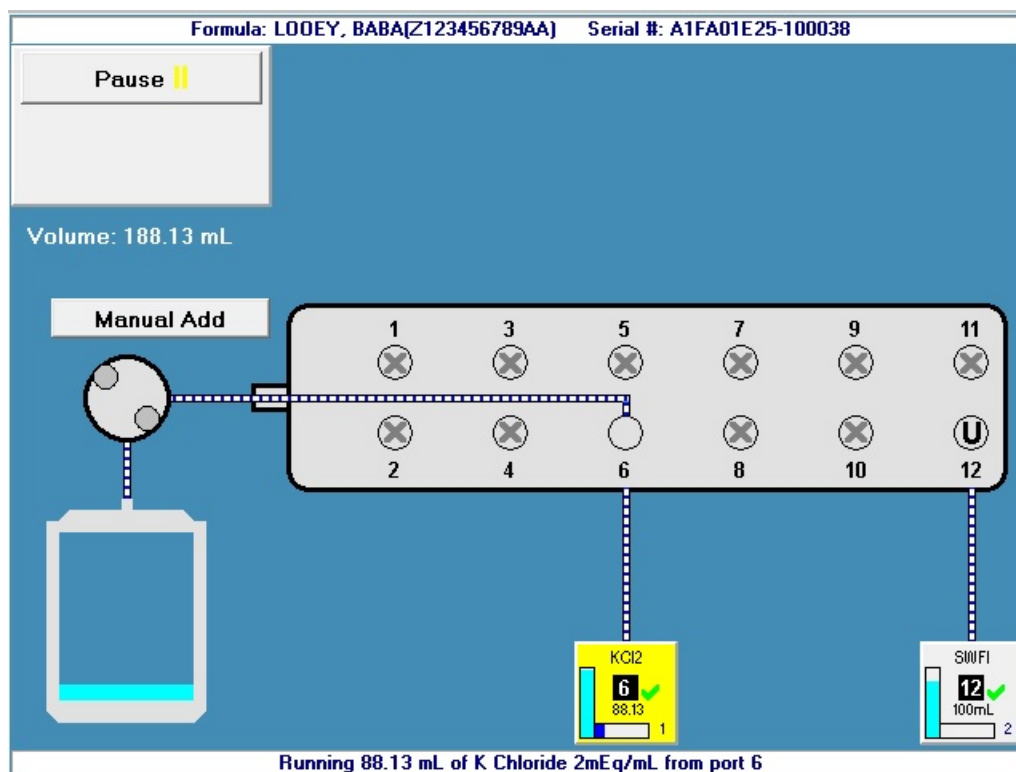 Formula: LOOEY, BABA(Z123456789AA) Serial #: A1FA01E25-100038
Pause
Volume: 188.13 mL
Manual Add
1 3 5 7 9 11
U
2 4 6 8 10 12
KCl2
6
88.13
1
SWFI
12
100mL
2
Running 88.13 mL of K Chloride 2mEq/mL from port 6